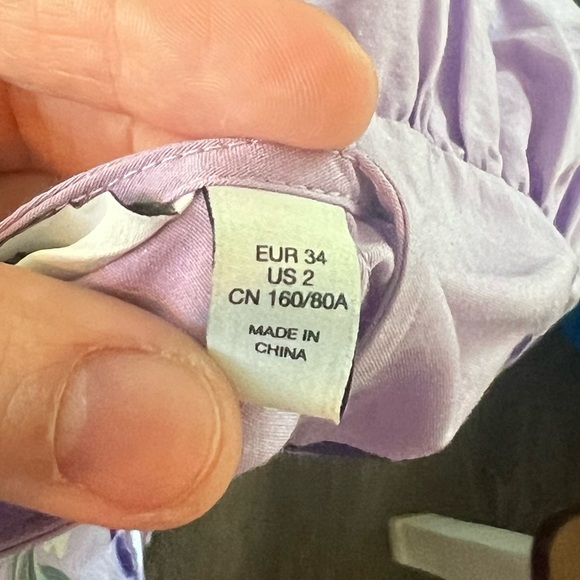 EUR 34
US 2
CN 160/80A
MADE IN
CHINA